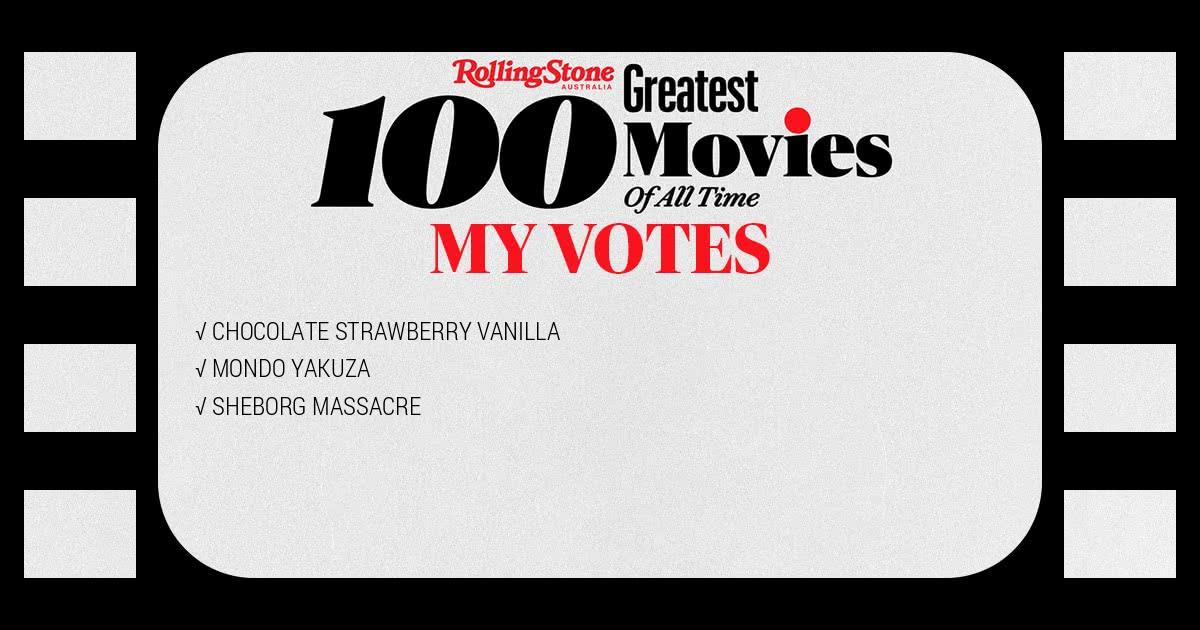 RollingStone
AUSTRALIA
100 Greatest
Movies
Of All Time
MY VOTES
√ CHOCOLATE STRAWBERRY VANILLA
√ MONDO YAKUZA
√ SHEBORG MASSACRE